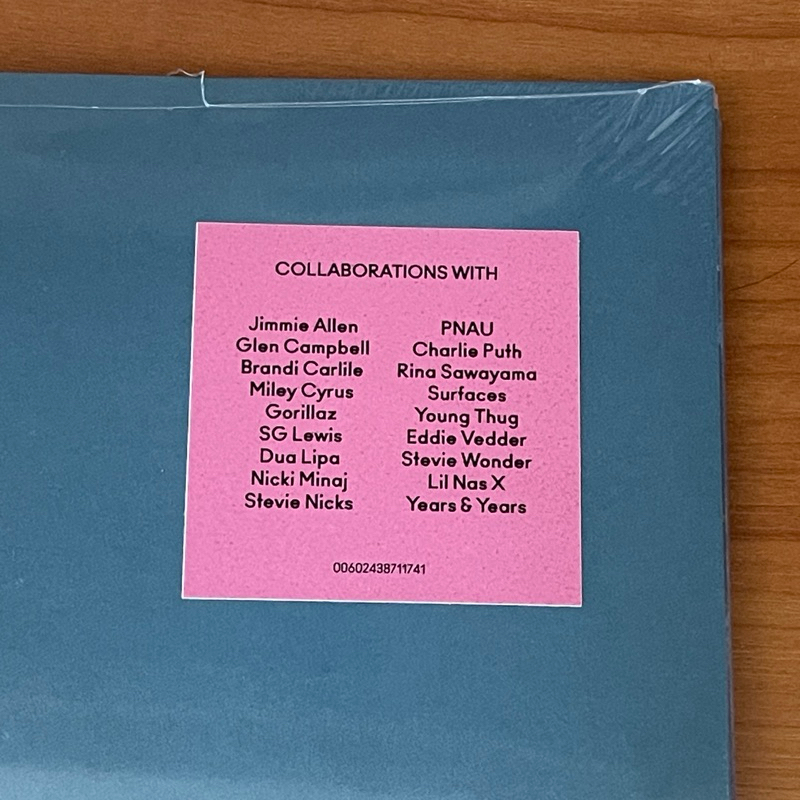 COLLABORATIONS WITH
Jimmie Allen
Glen Campbell
Brandi Carlile
Miley Cyrus
Gorillaz
SG Lewis
Dua Lipa
Nicki Minaj
Stevie Nicks
PNAU
Charlie Puth
Rina Sawayama
Surfaces
Young Thug
Eddie Vedder
Stevie Wonder
Lil Nas X
Years & Years
00602438711741